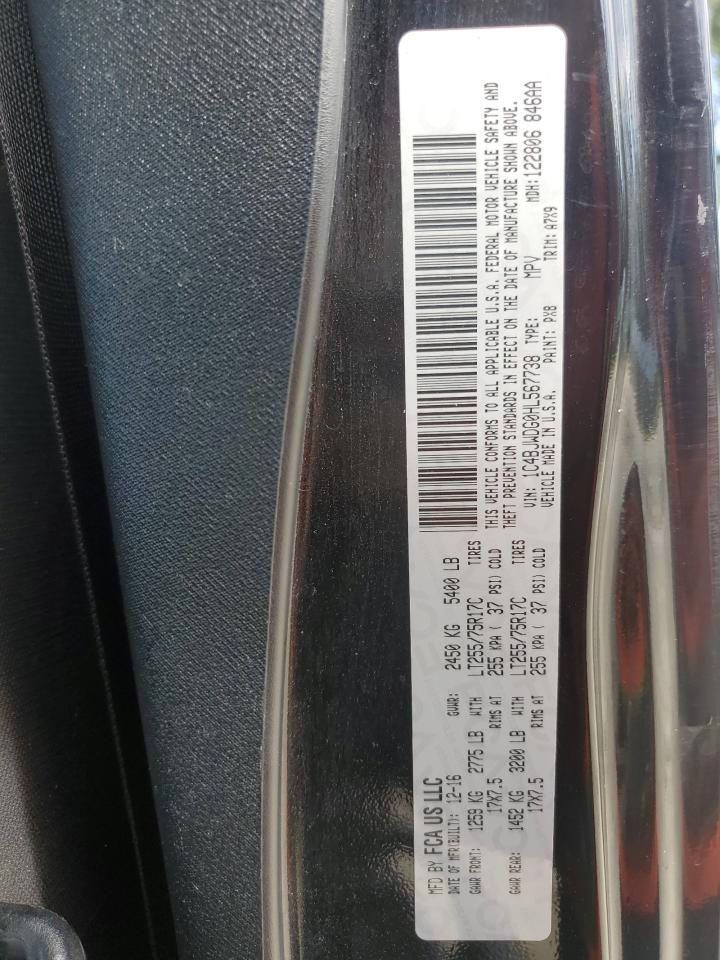 MFD BY FCA US LLC
DATE OF MFR(BUILT): 12-16 GVWR: 2450 KG 5400 LB
GAWR FRONT: 1259 KG 2775 LB WITH LT255/75R17C TIRES
17X7.5 RIMS AT 255 KPA ( 37 PSI) COLD
GAWR REAR: 1452 KG 3200 LB WITH LT255/75R17C TIRES
17X7.5 RIMS AT 255 KPA ( 37 PSI) COLD
THIS VEHICLE CONFORMS TO ALL APPLICABLE U.S.A. FEDERAL MOTOR VEHICLE SAFETY AND
THEFT PREVENTION STANDARDS IN EFFECT ON THE DATE OF MANUFACTURE SHOWN ABOVE.
VIN: 1C4BJWDG0HL567738 TYPE: MPV MDH: 122806 846AA
VEHICLE MADE IN U.S.A. PAINT: PX8 TRIM: A7X9